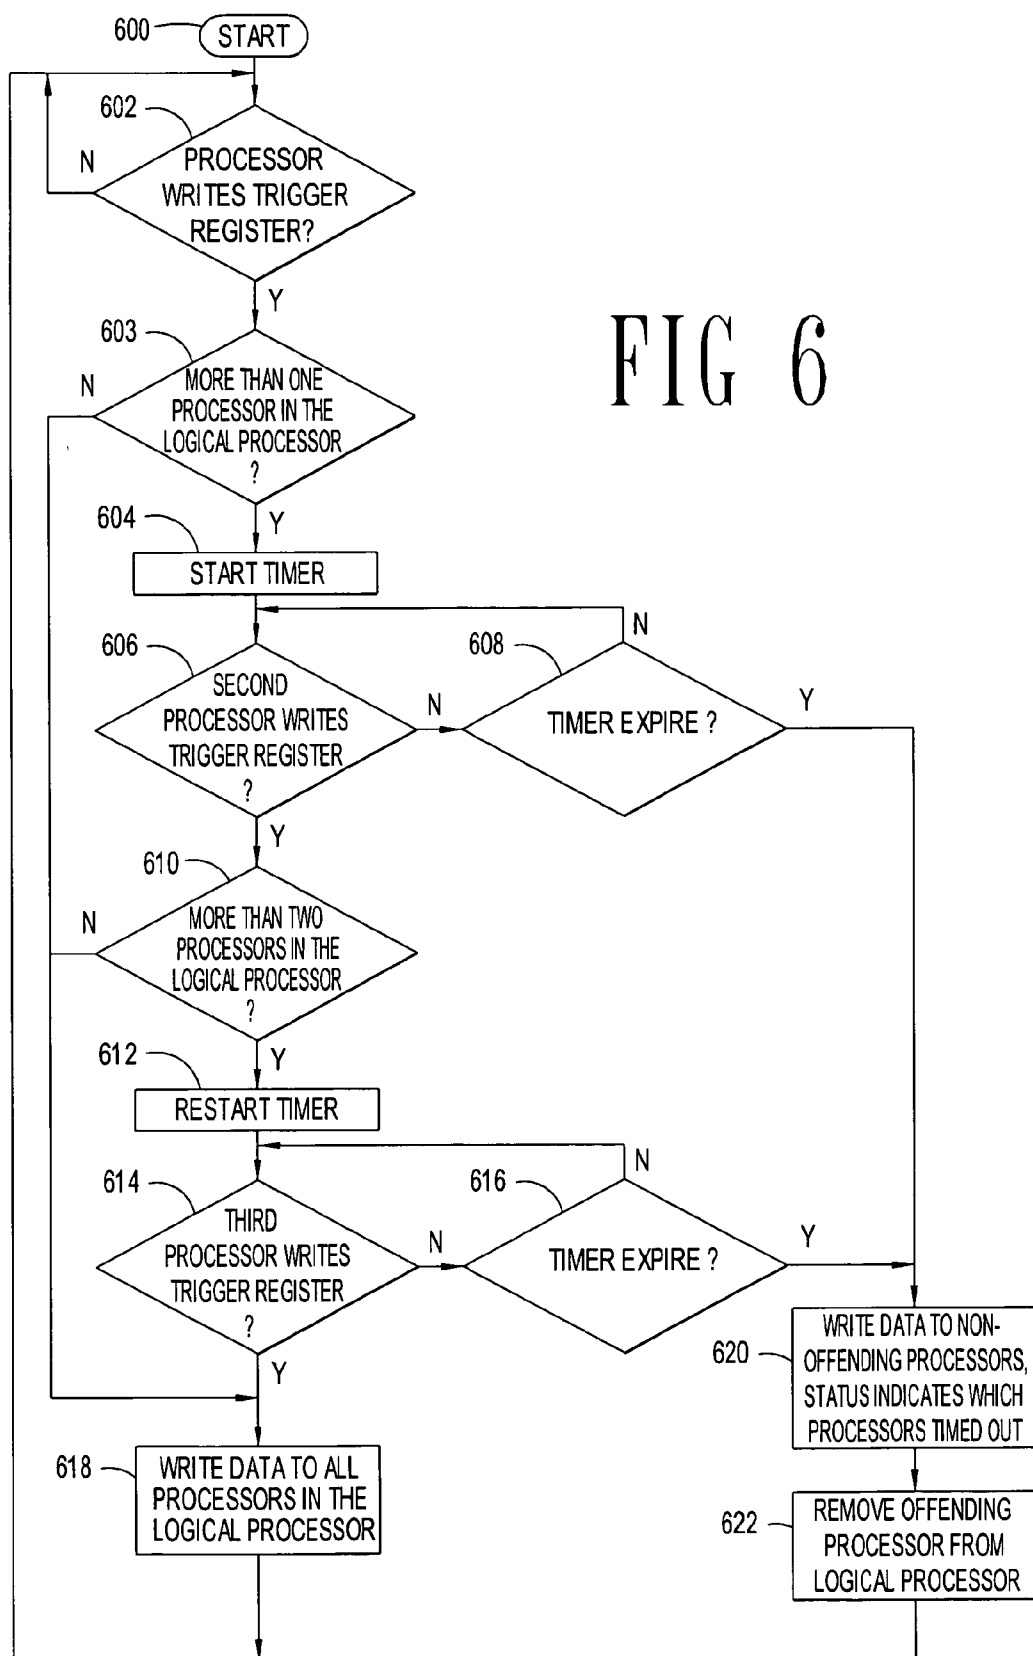 600
START
602
N
PROCESSOR
WRITES TRIGGER
REGISTER?
Y
FIG 6
603
N
MORE THAN ONE
PROCESSOR IN THE
LOGICAL PROCESSOR
?
604
Y
START TIMER
N
606
608
SECOND
PROCESSOR WRITES
TRIGGER REGISTER
?
N
TIMER EXPIRE ?
Y
Y
610
N
MORE THAN TWO
PROCESSORS IN THE
LOGICAL PROCESSOR
?
612
Y
RESTART TIMER
N
614
616
THIRD
PROCESSOR WRITES
TRIGGER REGISTER
?
N
TIMER EXPIRE ?
Y
Y
620
WRITE DATA TO NON-
OFFENDING PROCESSORS,
STATUS INDICATES WHICH
PROCESSORS TIMED OUT
618
WRITE DATA TO ALL
PROCESSORS IN THE
LOGICAL PROCESSOR
622
REMOVE OFFENDING
PROCESSOR FROM
LOGICAL PROCESSOR